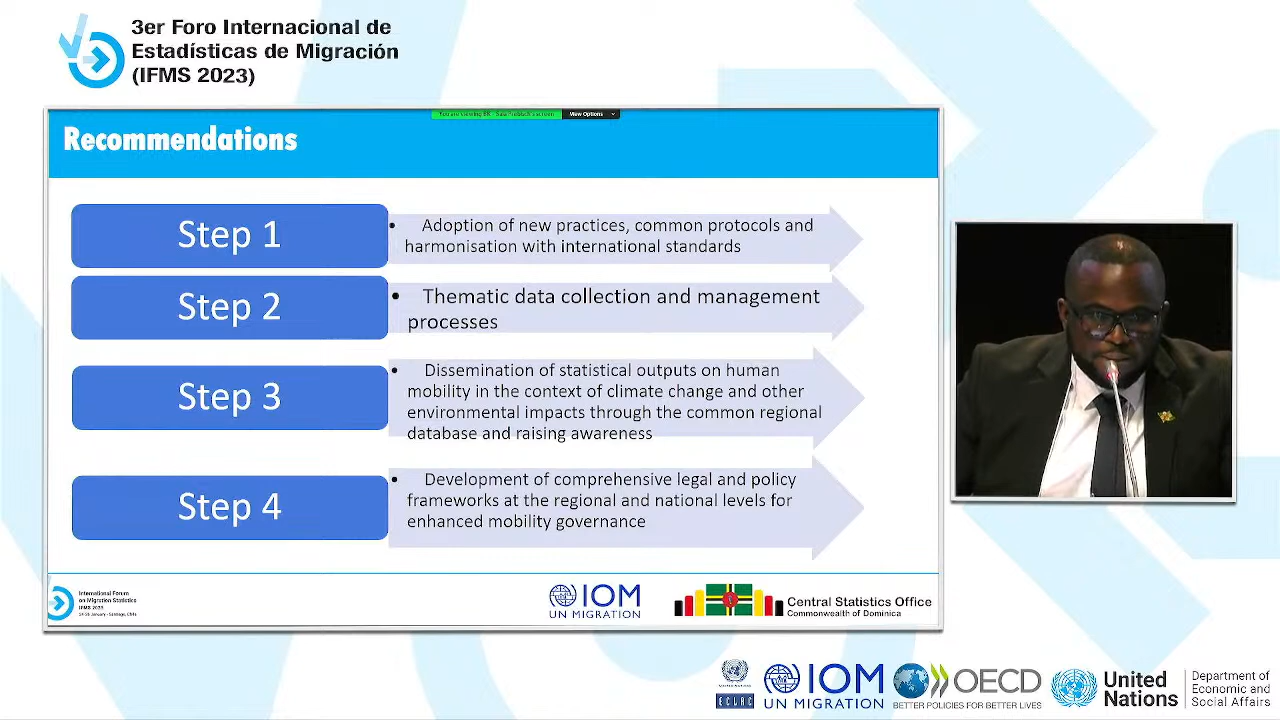 3er Foro Internacional de
Estadísticas de Migración
(IFMS 2023)
View Options
Recommendations
Step 1
• Adoption of new practices, common protocols and
harmonisation with international standards
Step 2
• Thematic data collection and management
processes
Step 3
• Dissemination of statistical outputs on human
mobility in the context of climate change and other
environmental impacts through the common regional
database and raising awareness
Step 4
• Development of comprehensive legal and policy
frameworks at the regional and national levels for
enhanced mobility governance
International Forum
on Migration Statistics
IFMS 2023
IOM
UN MIGRATION
Central Statistics Office
Commonwealth of Dominica
ECLAC
IOM
UN MIGRATION
OECD
BETTER POLICIES FOR BETTER LIVES
United
Nations
Department of
Economic and
Social Affairs